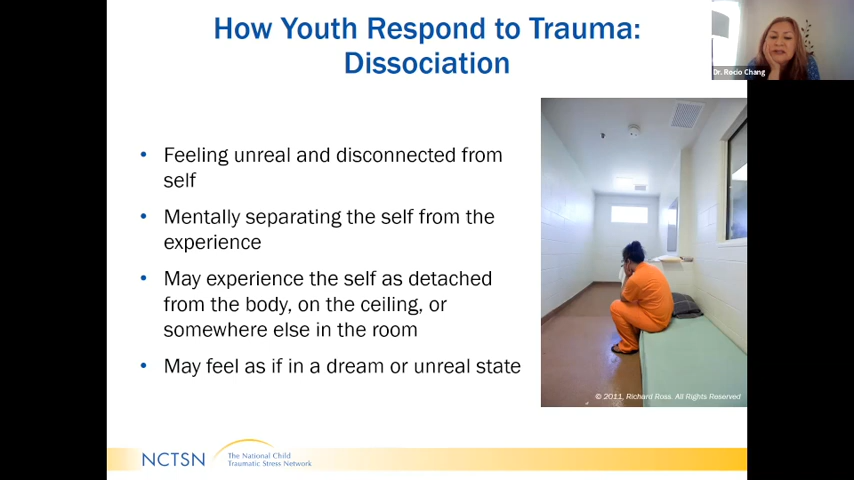 How Youth Respond to Trauma:
Dissociation
Dr. Rocio Chang
• Feeling unreal and disconnected from
self
• Mentally separating the self from the
experience
• May experience the self as detached
from the body, on the ceiling, or
somewhere else in the room
• May feel as if in a dream or unreal state
© 2011, Richard Ross, All Rights Reserved
NCTSN
The National Child
Traumatic Stress Network